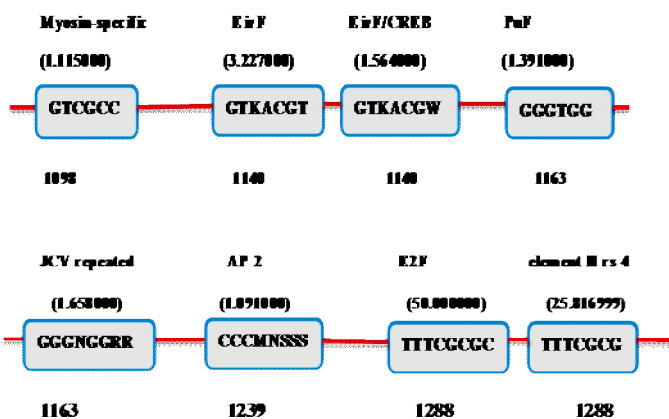 Myosin-specific EivF EivF/CREB PuF
(1.115000) (3.227000) (1.564000) (1.391000)
GTCGCC GTKACGT GTKACGW GGGTGG
1098 1140 1140 1163
JCV repeated AP 2 E2F element II rs 4
(1.658000) (1.091000) (50.000000) (25.816999)
GGGNGGRR CCCMNSSS TTTCGCGC TTTCGCG
1163 1239 1288 1288